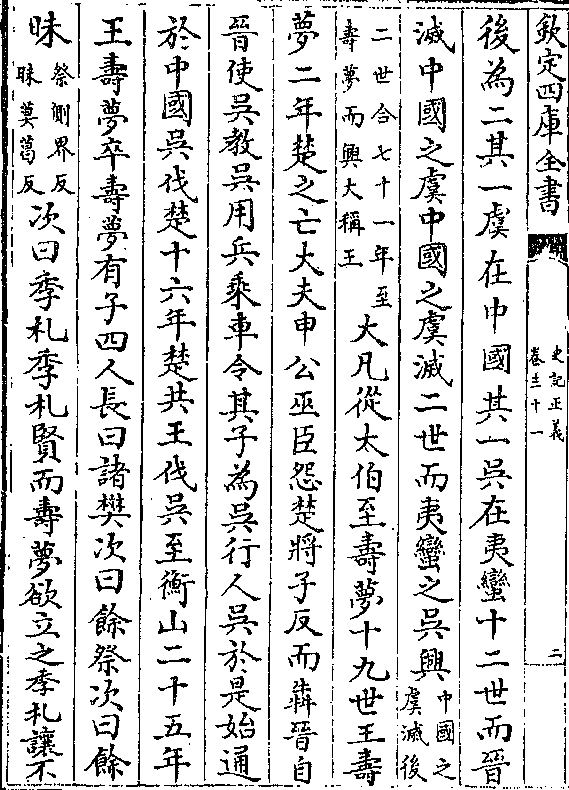 欽定四庫全書
史記正義
卷三十一
二
後為二其一虞在中國其一吳在夷蠻十二世而晉
滅中國之虞中國之虞滅二世而夷蠻之吳興中國之虞滅後
二世合七十一年至壽夢而興大稱王大凡從太伯至壽夢十九世王壽
夢二年楚之亡大夫申公巫臣怨楚將子反而犇晉自
晉使吳教吳用兵乘車令其子為吳行人吳於是始通
於中國吳伐楚十六年楚共王伐吳至衡山二十五年
王壽夢卒壽夢有子四人長曰諸樊次曰餘祭次曰餘
昧祭側界反昧莫葛反次曰季札季札賢而壽夢欲立之季札讓不